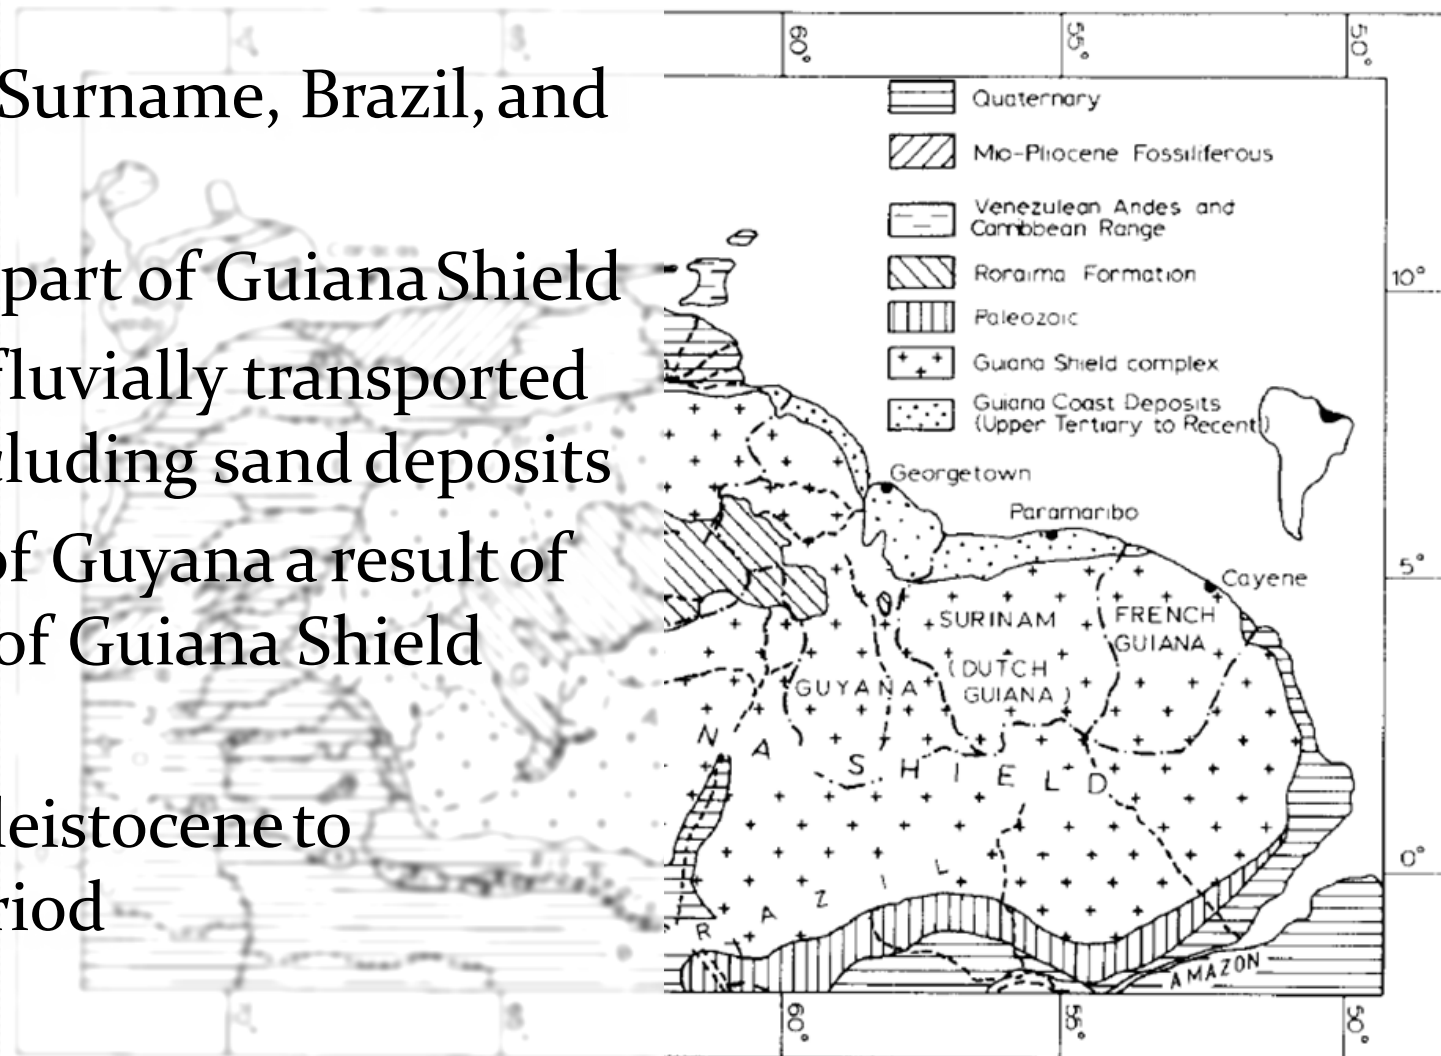 Surname, Brazil, and
part of Guiana Shield
fluvially transported
cluding sand deposits
of Guyana a result of
of Guiana Shield
leistocene to
riod
60°
55°
50°
Quaternary
Mio-Pliocene Fossiliferous
Venezulean Andes and
Carribbean Range
Roraima Formation
Paleozoic
Guiana Shield complex
Guiana Coast Deposits
(Upper Tertiary to Recent)
10°
Georgetown
Paramaribo
5°
Cayene
SURINAM
FRENCH
GUIANA
(DUTCH
GUIANA)
GUYANA
N A SHIELD
0°
R A Z I L
AMAZON
60°
55°
50°